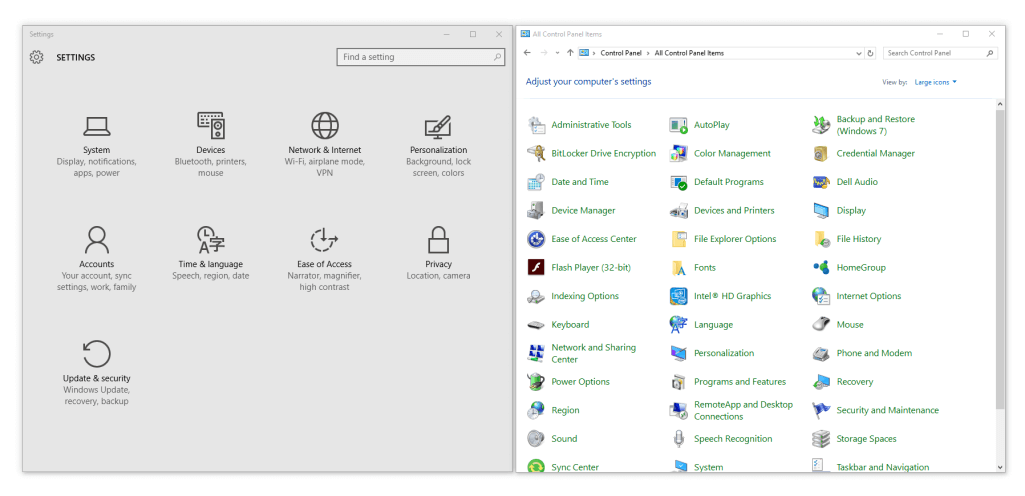 Settings
SETTINGS
Find a setting
System
Display, notifications,
apps, power
Devices
Bluetooth, printers,
mouse
Network & Internet
Wi-Fi, airplane mode,
VPN
Personalization
Background, lock
screen, colors
字
A
Accounts
Your account, sync
settings, work, family
Time & language
Speech, region, date
Ease of Access
Narrator, magnifier,
high contrast
Privacy
Location, camera
Update & security
Windows Update,
recovery, backup
All Control Panel Items
Control Panel > All Control Panel Items
Search Control Panel
Adjust your computer's settings
View by: Large icons
Administrative Tools
AutoPlay
Backup and Restore
(Windows 7)
BitLocker Drive Encryption
Color Management
Credential Manager
Date and Time
Default Programs
Dell Audio
Device Manager
Devices and Printers
Display
Ease of Access Center
File Explorer Options
File History
Flash Player (32-bit)
Fonts
HomeGroup
Indexing Options
Intel® HD Graphics
Internet Options
Keyboard
Language
Mouse
Network and Sharing
Center
Personalization
Phone and Modem
Power Options
Programs and Features
Recovery
Region
RemoteApp and Desktop
Connections
Security and Maintenance
Sound
Speech Recognition
Storage Spaces
Sync Center
System
Taskbar and Navigation